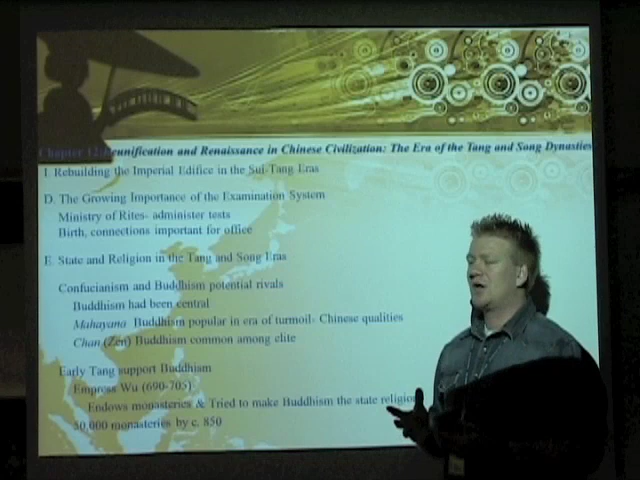 Chapter 12 Reunification and Renaissance in Chinese Civilization: The Era of the Tang and Song Dynasties
I. Rebuilding the Imperial Edifice in the Sui-Tang Eras
D. The Growing Importance of the Examination System
Ministry of Rites- administer tests
Birth, connections important for office
E. State and Religion in the Tang and Song Eras
Confucianism and Buddhism potential rivals
Buddhism had been central
Mahayana Buddhism popular in era of turmoil- Chinese qualities
Chan (Zen) Buddhism common among elite
Early Tang support Buddhism
Empress Wu (690-705)
Endows monasteries & Tried to make Buddhism the state religion
50,000 monasteries by c. 850